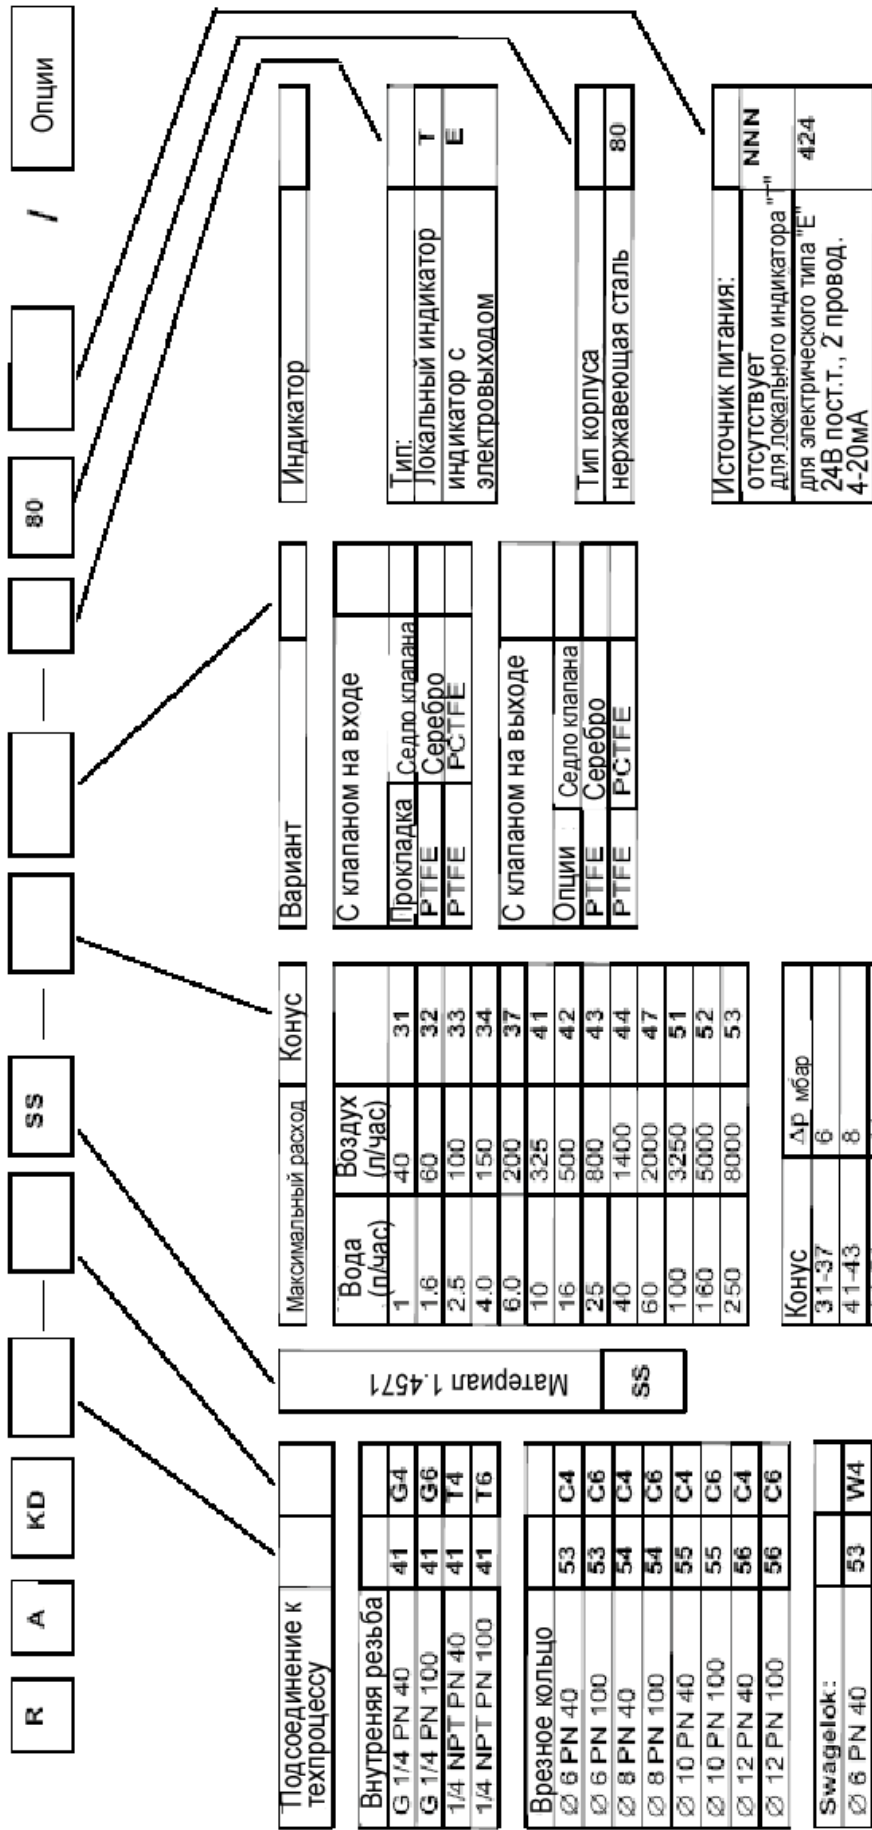 R A KD SS 80 / Опции
Подсоединение к
техпроцессу
Внутреняя резьба
G 1/4 PN 40 41 G4
G 1/4 PN 100 41 G6
1/4 NPT PN 40 41 T4
1/4 NPT PN 100 41 T6
Врезное кольцо
∅ 6 PN 40 53 C4
∅ 6 PN 100 53 C6
∅ 8 PN 40 54 C4
∅ 8 PN 100 54 C6
∅ 10 PN 40 55 C4
∅ 10 PN 100 55 C6
∅ 12 PN 40 56 C4
∅ 12 PN 100 56 C6
Swagelok:
∅ 6 PN 40 53 W4
Материал 1.4571
SS
Максимальный расход Конус
Вода Воздух
(л/час) (л/час)
1 40 31
1.6 60 32
2.5 100 33
4.0 150 34
6.0 200 37
10 325 41
16 500 42
25 800 43
40 1400 44
60 2000 47
100 3250 51
160 5000 52
250 8000 53
Конус ΔP мбар
31-37 6
41-43 8
Вариант
С клапаном на входе
Прокладка Седло клапана
PTFE Серебро
PTFE PCTFE
С клапаном на выходе
Опции : Седло клапана
PTFE Серебро
PTFE PCTFE
Индикатор
Тип:
Локальный индикатор T
индикатор с E
электровыходом
Тип корпуса
нержавеющая сталь 80
Источник питания:
отсутствует NNN
для локального индикатора "T"
для электрического типа "E" 424
24В пост.т., 2 провод.
4-20мА